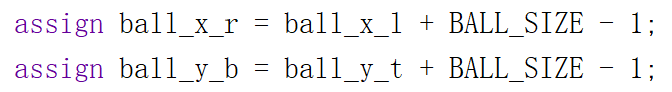 assign ball_x_r = ball_x_l + BALL_SIZE - 1;
assign ball_y_b = ball_y_t + BALL_SIZE - 1;